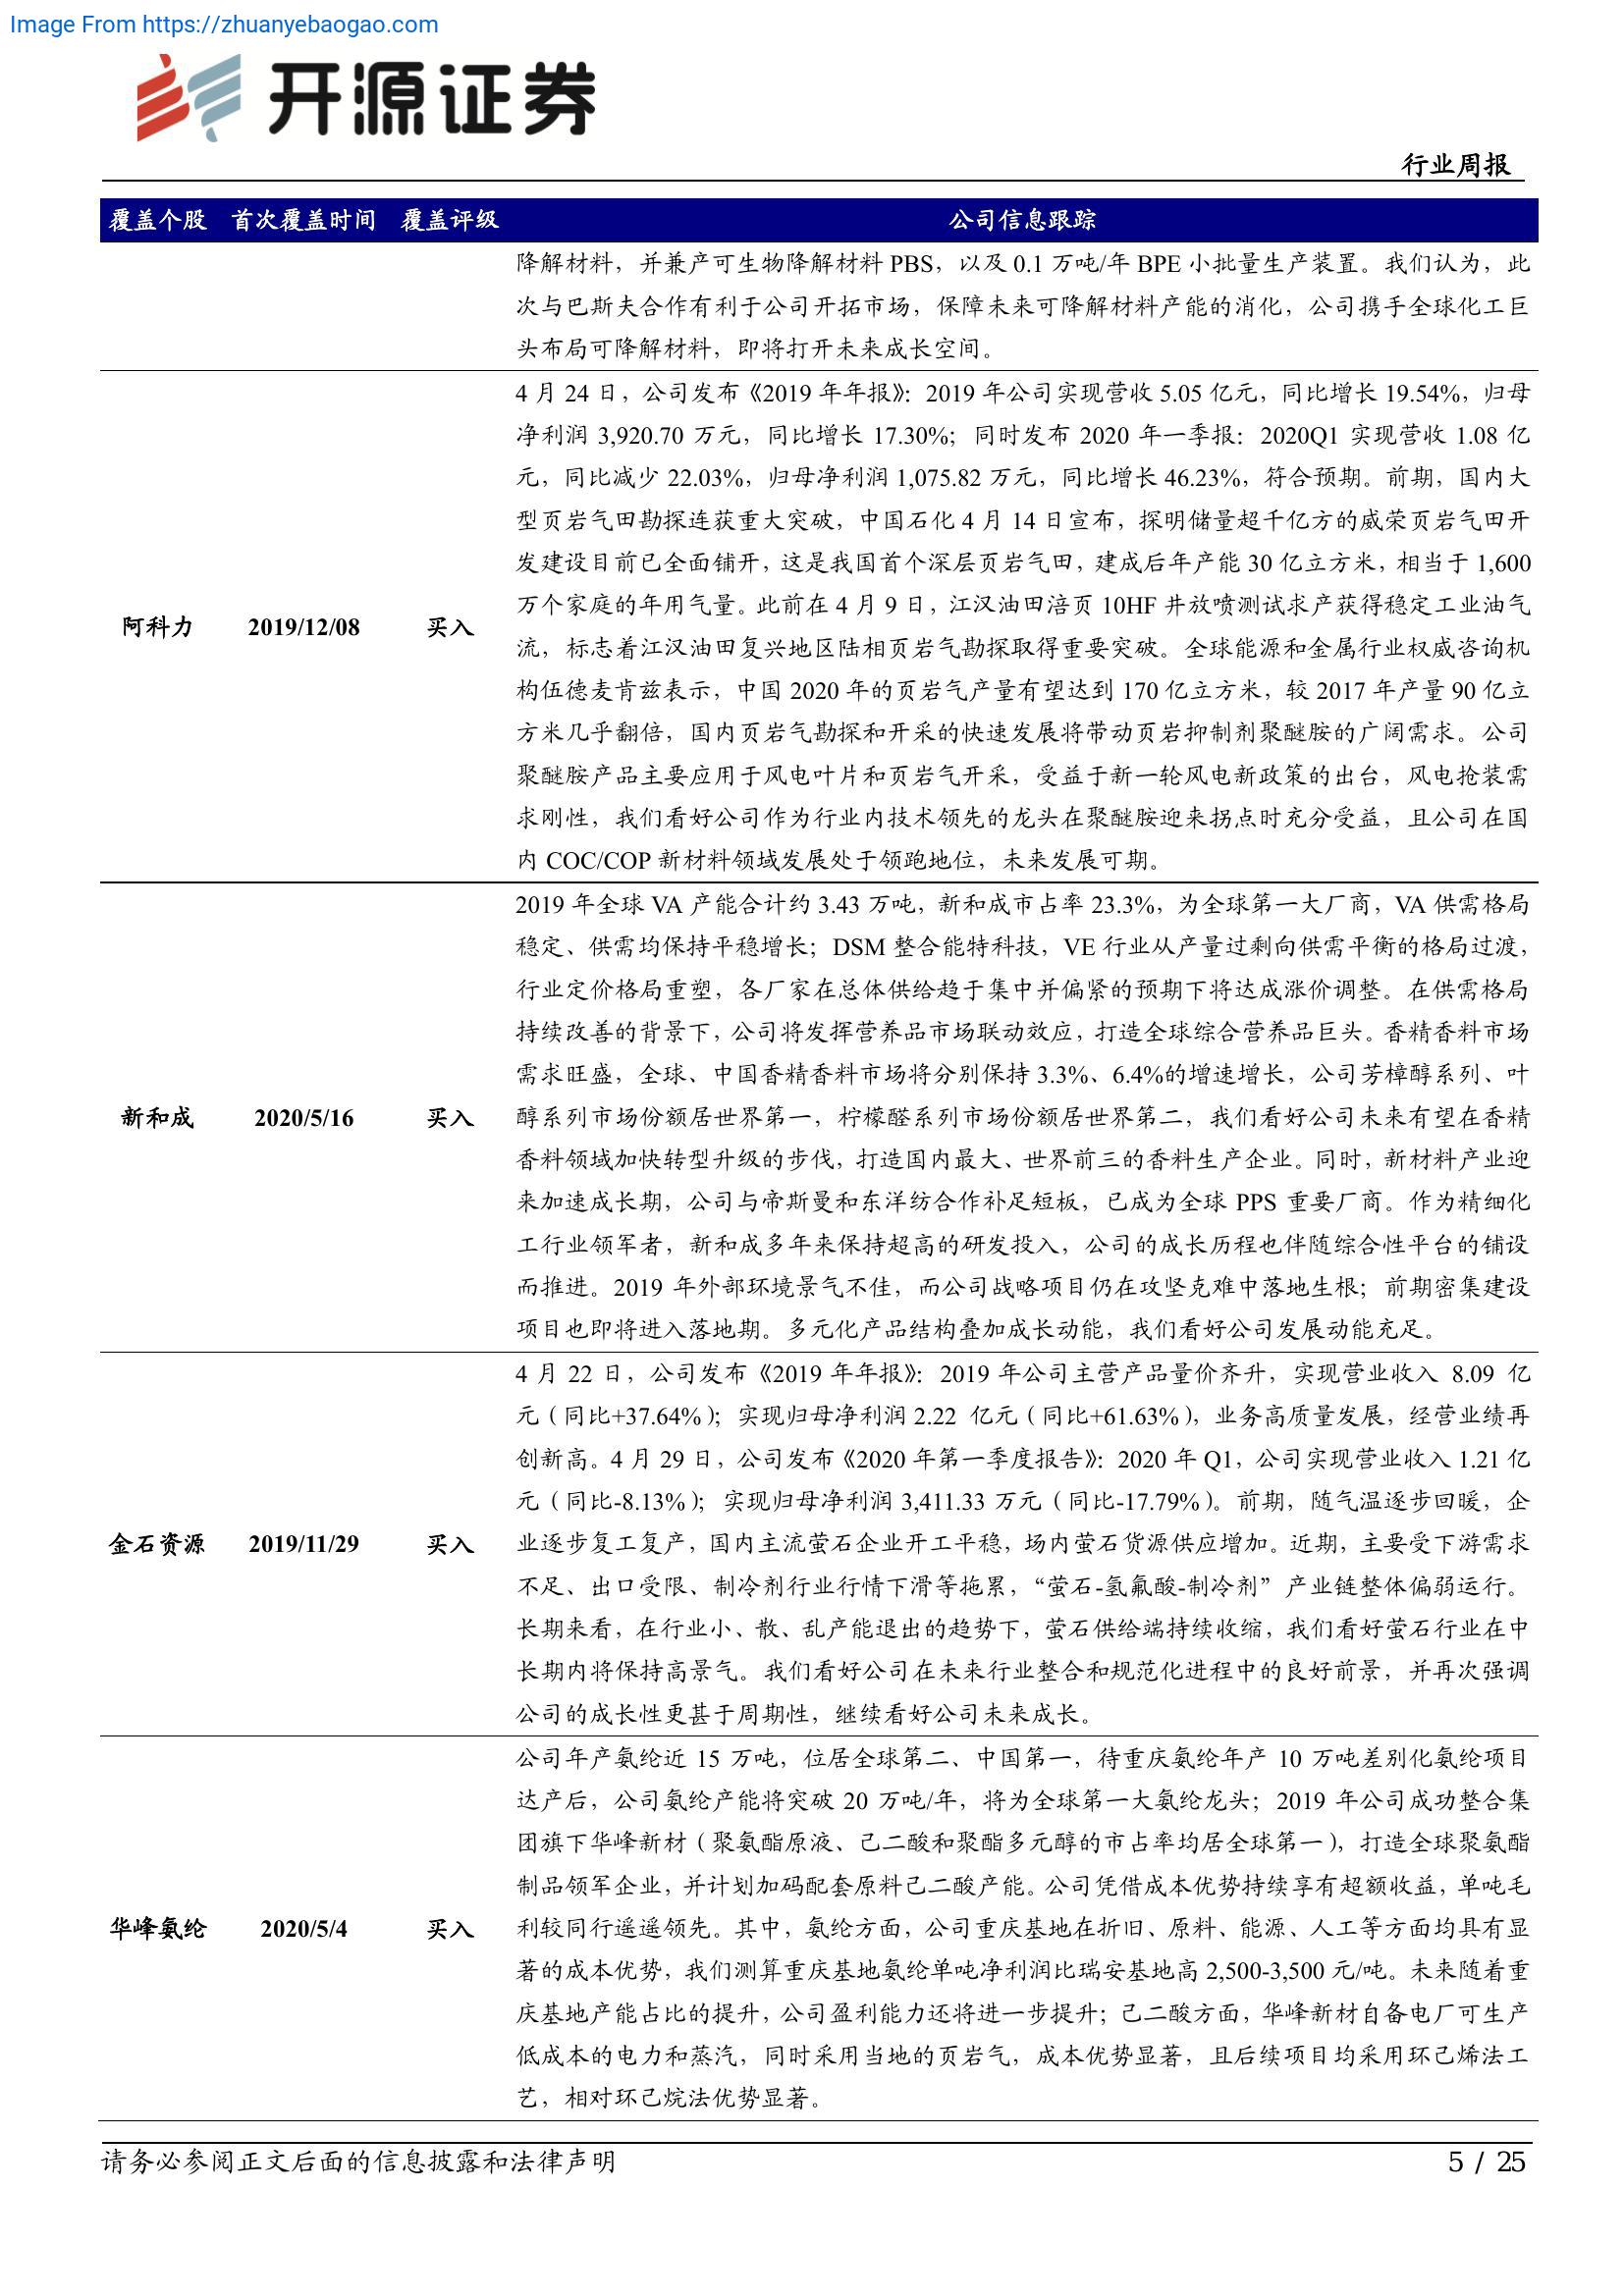 Image From https://zhuanyebaogao.com
开源证券
行业周报
覆盖个股 首次覆盖时间 覆盖评级 公司信息跟踪
降解材料，并兼产可生物降解材料 PBS，以及 0.1 万吨/年 BPE 小批量生产装置。我们认为，此
次与巴斯夫合作有利于公司开拓市场，保障未来可降解材料产能的消化，公司携手全球化工巨
头布局可降解材料，即将打开未来成长空间。
4 月 24 日，公司发布《2019 年年报》：2019 年公司实现营收 5.05 亿元，同比增长 19.54%，归母
净利润 3,920.70 万元，同比增长 17.30%；同时发布 2020 年一季报：2020Q1 实现营收 1.08 亿
元，同比减少 22.03%，归母净利润 1,075.82 万元，同比增长 46.23%，符合预期。前期，国内大
型页岩气田勘探连获重大突破，中国石化 4 月 14 日宣布，探明储量超千亿方的威荣页岩气田开
发建设目前已全面铺开，这是我国首个深层页岩气田，建成后年产能 30 亿立方米，相当于 1,600
万个家庭的年用气量。此前在 4 月 9 日，江汉油田涪页 10HF 井放喷测试求产获得稳定工业油气
阿科力 2019/12/08 买入
流，标志着江汉油田复兴地区陆相页岩气勘探取得重要突破。全球能源和金属行业权威咨询机
构伍德麦肯兹表示，中国 2020 年的页岩气产量有望达到 170 亿立方米，较 2017 年产量 90 亿立
方米几乎翻倍，国内页岩气勘探和开采的快速发展将带动页岩抑制剂聚醚胺的广阔需求。公司
聚醚胺产品主要应用于风电叶片和页岩气开采，受益于新一轮风电新政策的出台，风电抢装需
求刚性，我们看好公司作为行业内技术领先的龙头在聚醚胺迎来拐点时充分受益，且公司在国
内 COC/COP 新材料领域发展处于领跑地位，未来发展可期。
2019 年全球 VA 产能合计约 3.43 万吨，新和成市占率 23.3%，为全球第一大厂商，VA 供需格局
稳定、供需均保持平稳增长；DSM 整合能特科技，VE 行业从产量过剩向供需平衡的格局过渡，
行业定价格局重塑，各厂家在总体供给趋于集中并偏紧的预期下将达成涨价调整。在供需格局
持续改善的背景下，公司将发挥营养品市场联动效应，打造全球综合营养品巨头。香精香料市场
需求旺盛，全球、中国香精香料市场将分别保持 3.3%、6.4%的增速增长，公司芳樟醇系列、叶
新和成 2020/5/16 买入 醇系列市场份额居世界第一，柠檬醛系列市场份额居世界第二，我们看好公司未来有望在香精
香料领域加快转型升级的步伐，打造国内最大、世界前三的香料生产企业。同时，新材料产业迎
来加速成长期，公司与帝斯曼和东洋纺合作补足短板，已成为全球 PPS 重要厂商。作为精细化
工行业领军者，新和成多年来保持超高的研发投入，公司的成长历程也伴随综合性平台的铺设
而推进。2019 年外部环境景气不佳，而公司战略项目仍在攻坚克难中落地生根；前期密集建设
项目也即将进入落地期。多元化产品结构叠加成长动能，我们看好公司发展动能充足。
4 月 22 日，公司发布《2019 年年报》：2019 年公司主营产品量价齐升，实现营业收入 8.09 亿
元（同比+37.64%）；实现归母净利润 2.22 亿元（同比+61.63%），业务高质量发展，经营业绩再
创新高。4 月 29 日，公司发布《2020 年第一季度报告》：2020 年 Q1，公司实现营业收入 1.21 亿
元（同比-8.13%）；实现归母净利润 3,411.33 万元（同比-17.79%）。前期，随气温逐步回暖，企
金石资源 2019/11/29 买入 业逐步复工复产，国内主流萤石企业开工平稳，场内萤石货源供应增加。近期，主要受下游需求
不足、出口受限、制冷剂行业行情下滑等拖累，“萤石-氢氟酸-制冷剂”产业链整体偏弱运行。
长期来看，在行业小、散、乱产能退出的趋势下，萤石供给端持续收缩，我们看好萤石行业在中
长期内将保持高景气。我们看好公司在未来行业整合和规范化进程中的良好前景，并再次强调
公司的成长性更甚于周期性，继续看好公司未来成长。
公司年产氨纶近 15 万吨，位居全球第二、中国第一，待重庆氨纶年产 10 万吨差别化氨纶项目
达产后，公司氨纶产能将突破 20 万吨/年，将为全球第一大氨纶龙头；2019 年公司成功整合集
团旗下华峰新材（聚氨酯原液、己二酸和聚酯多元醇的市占率均居全球第一），打造全球聚氨酯
制品领军企业，并计划加码配套原料己二酸产能。公司凭借成本优势持续享有超额收益，单吨毛
华峰氨纶 2020/5/4 买入 利较同行遥遥领先。其中，氨纶方面，公司重庆基地在折旧、原料、能源、人工等方面均具有显
著的成本优势，我们测算重庆基地氨纶单吨净利润比瑞安基地高 2,500-3,500 元/吨。未来随着重
庆基地产能占比的提升，公司盈利能力还将进一步提升；己二酸方面，华峰新材自备电厂可生产
低成本的电力和蒸汽，同时采用当地的页岩气，成本优势显著，且后续项目均采用环己烯法工
艺，相对环己烷法优势显著。
请务必参阅正文后面的信息披露和法律声明 5 / 25